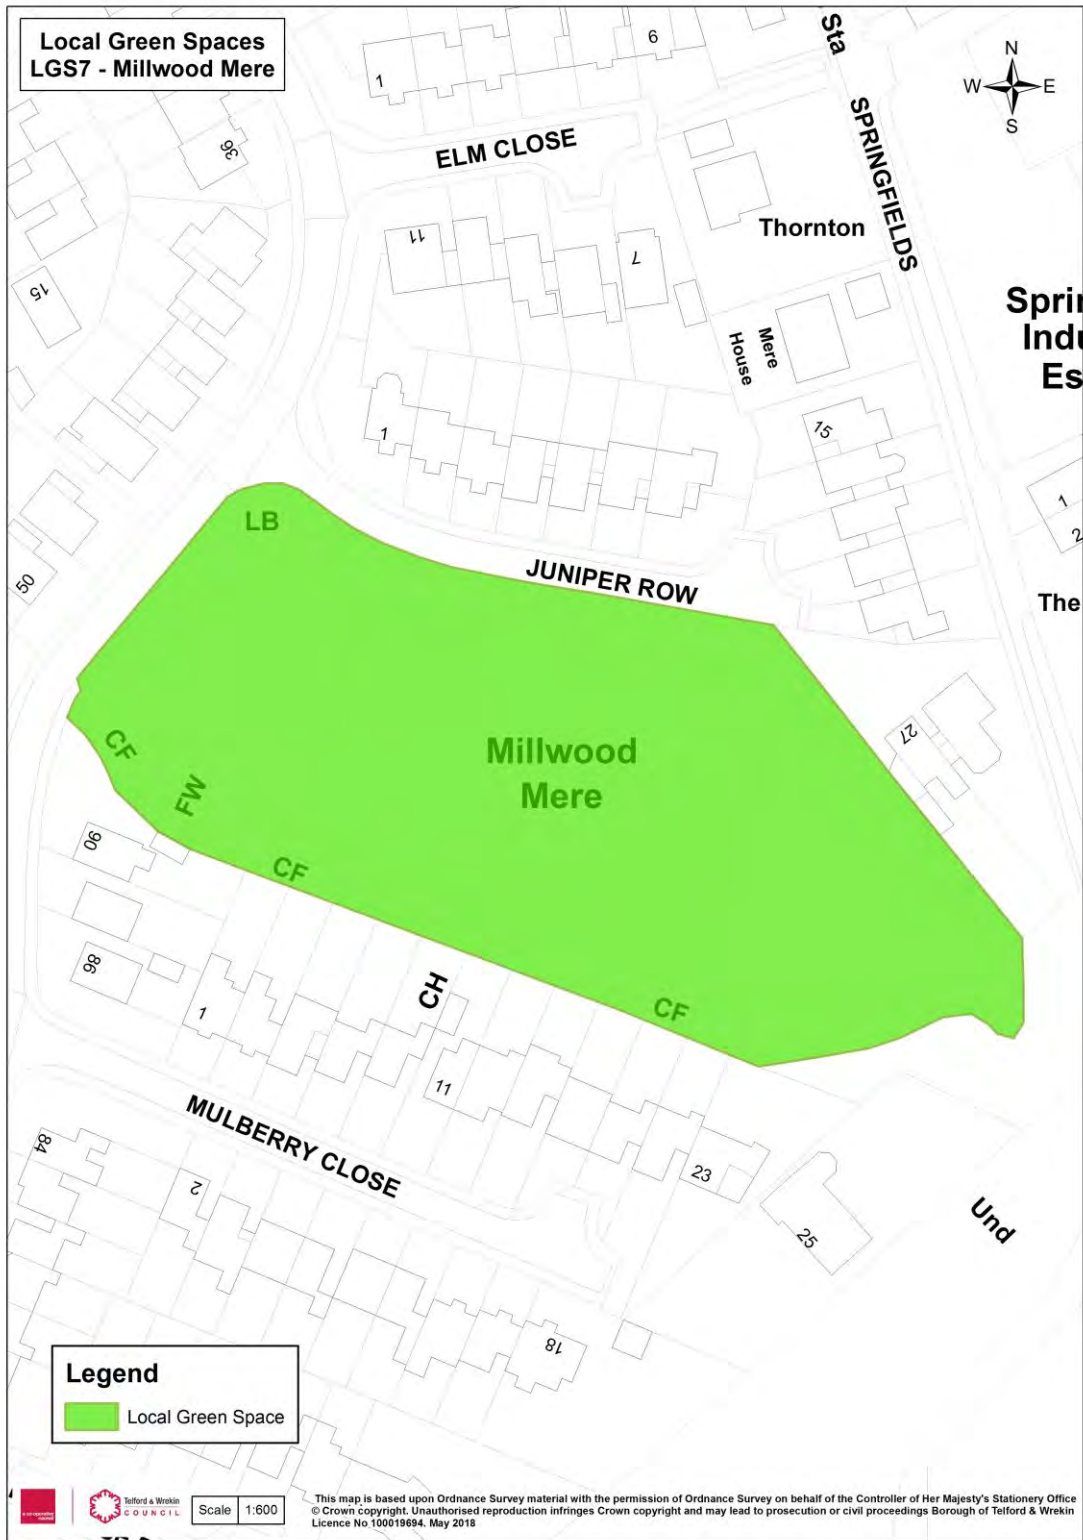 Local Green Spaces
LGS7 - Millwood Mere
N
W E
S
1
6
Sta
SPRINGFIELDS
ELM CLOSE
36
Thornton
11
7
15
Mere
House
1
15
1
2
50
LB
JUNIPER ROW
The
27
Millwood
Mere
CF
FW
CF
90
86
CH
CF
1
11
MULBERRY CLOSE
84
2
23
25
Und
18
Legend
Local Green Space
Telford & Wrekin
COUNCIL
Scale 1:600
This map is based upon Ordnance Survey material with the permission of Ordnance Survey on behalf of the Controller of Her Majesty's Stationery Office
© Crown copyright. Unauthorised reproduction infringes Crown copyright and may lead to prosecution or civil proceedings Borough of Telford & Wrekin
Licence No 100019694. May 2018